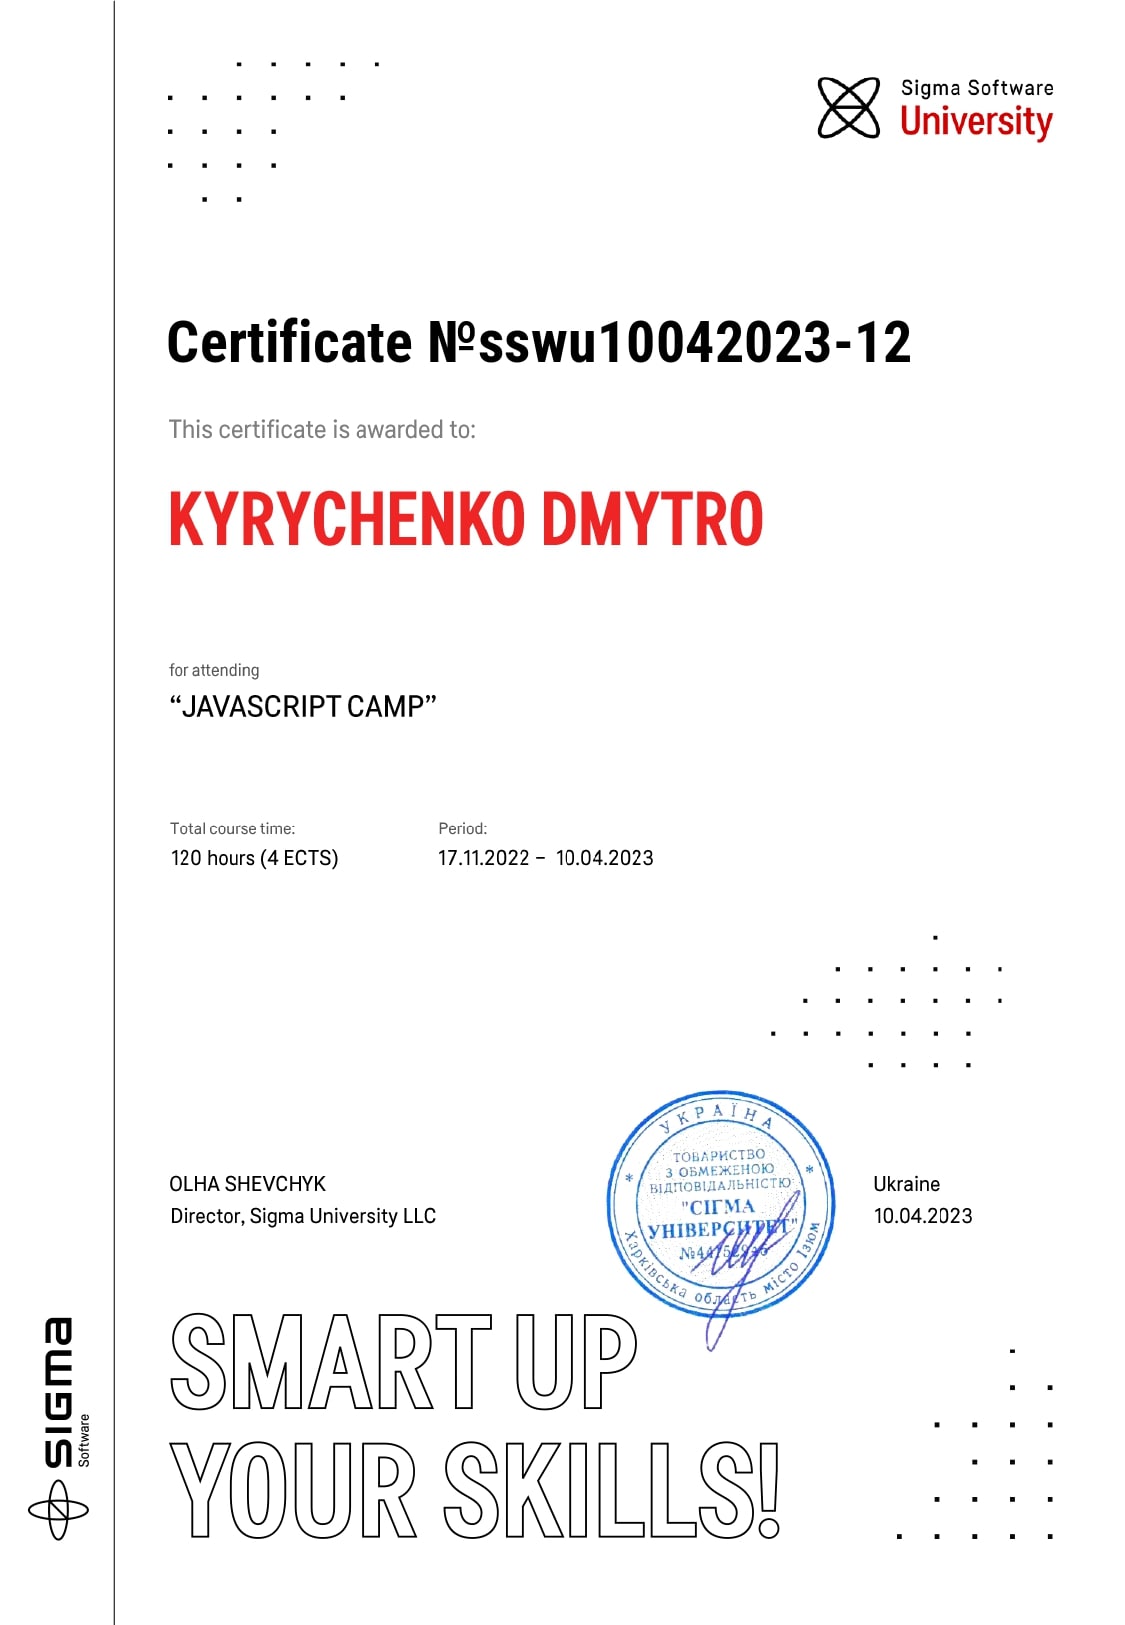 Sigma Software
University
Certificate №sswu10042023-12
This certificate is awarded to:
KYRYCHENKO DMYTRO
for attending
“JAVASCRIPT CAMP”
Total course time:
120 hours (4 ECTS)
Period:
17.11.2022 – 10.04.2023
УКРАЇНА
ТОВАРИСТВО
З ОБМЕЖЕНОЮ
ВІДПОВІДАЛЬНІСТЮ
"СІГМА
УНІВЕРСИТЕТ"
Харківська область місто Ізюм
OLHA SHEVCHYK
Director, Sigma University LLC
Ukraine
10.04.2023
SMART UP
YOUR SKILLS!
SIGMA
Software